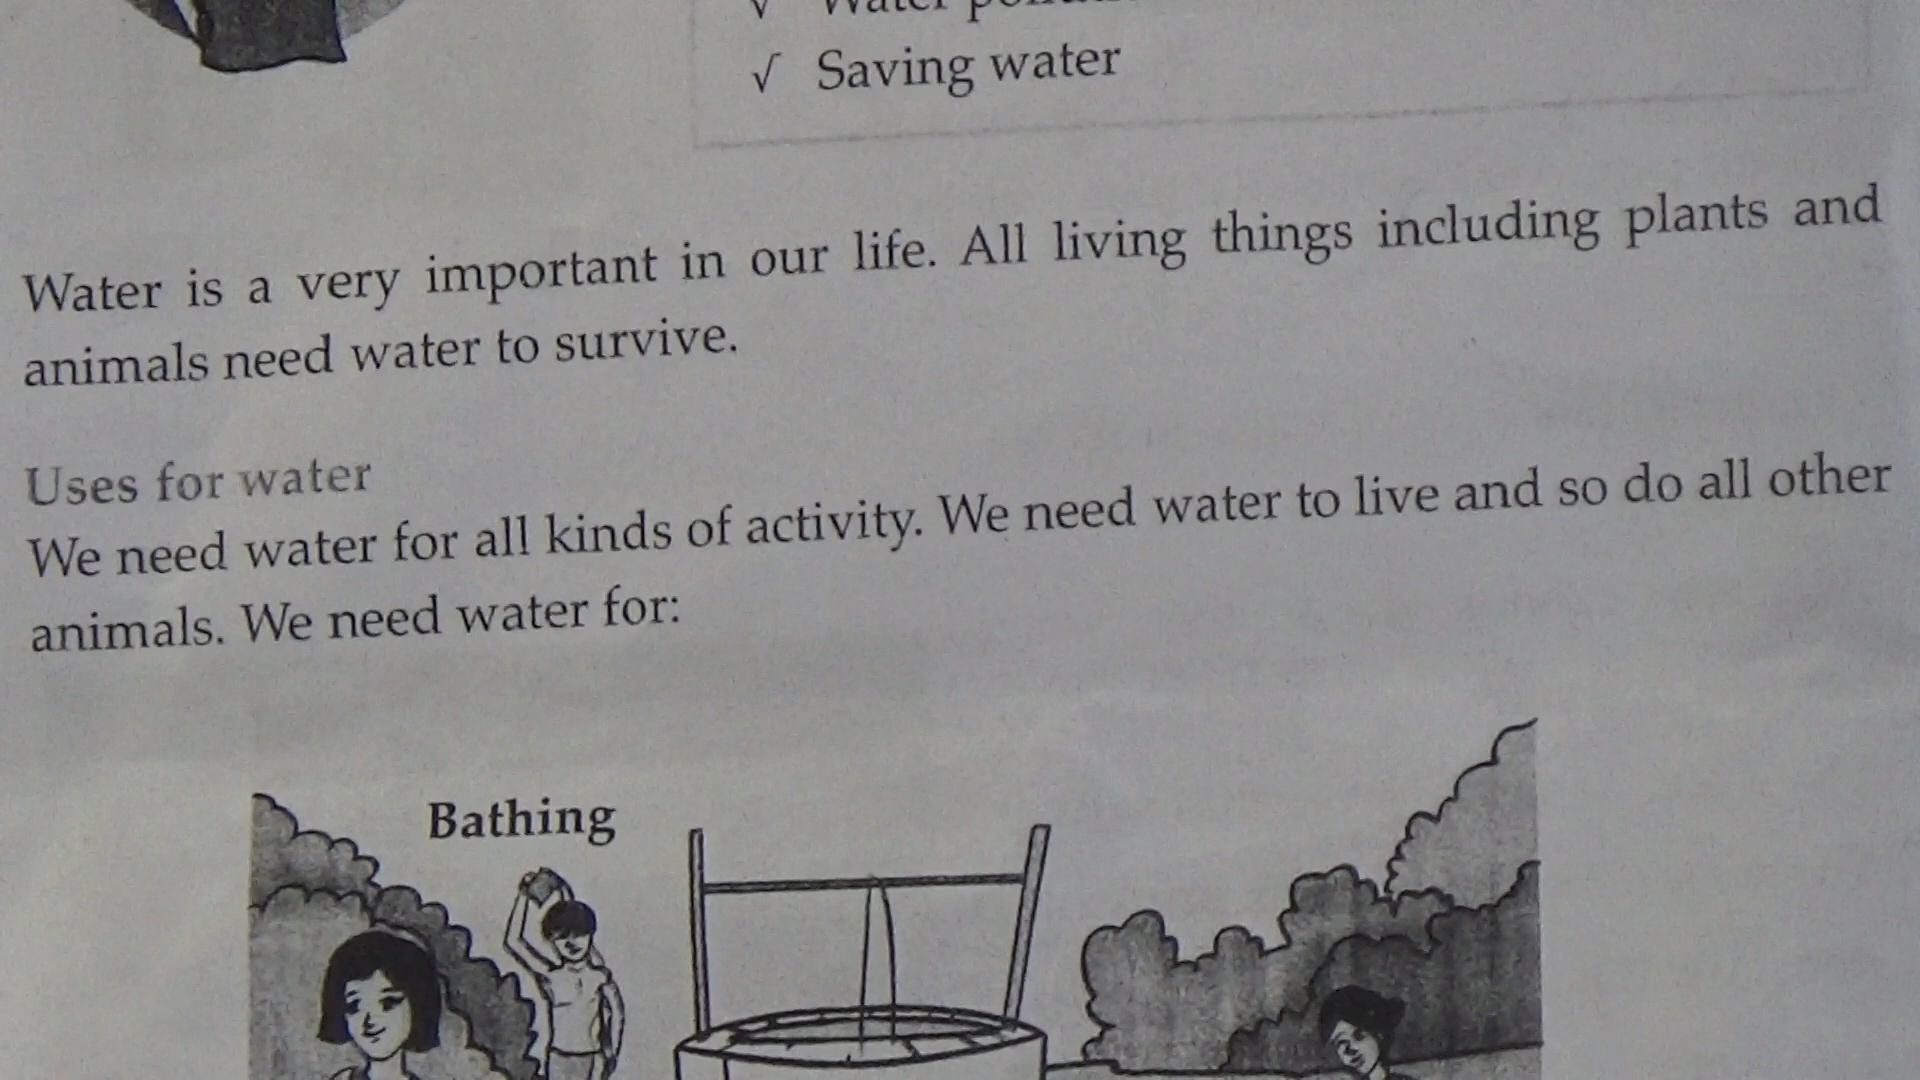 √ Water
√ Saving water
Water is a very important in our life. All living things including plants and
animals need water to survive.
Uses for water
We need water for all kinds of activity. We need water to live and so do all other
animals. We need water for:
Bathing